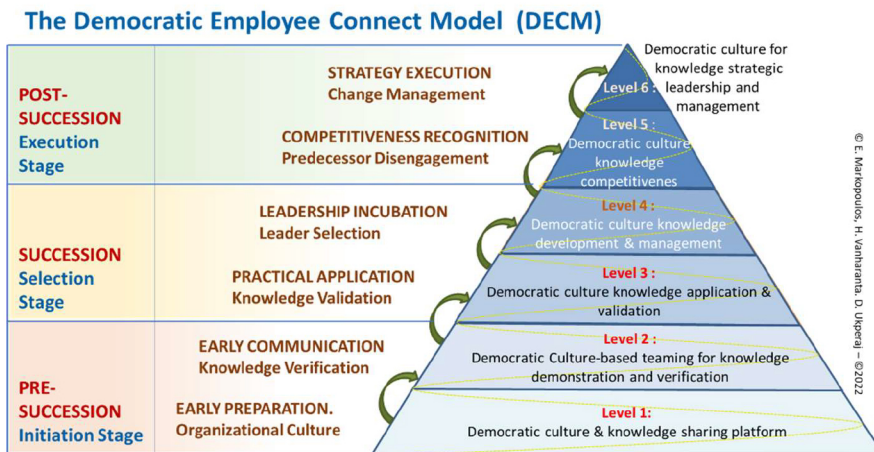 The Democratic Employee Connect Model (DECM)
POST-
SUCCESSION
Execution
Stage
STRATEGY EXECUTION
Change Management
COMPETITIVENESS RECOGNITION
Predecessor Disengagement
SUCCESSION
Selection
Stage
LEADERSHIP INCUBATION
Leader Selection
PRACTICAL APPLICATION
Knowledge Validation
PRE-
SUCCESSION
Initiation Stage
EARLY COMMUNICATION
Knowledge Verification
EARLY PREPARATION.
Organizational Culture
Level 6 :
Democratic culture for
knowledge strategic
leadership and
management
Level 5 :
Democratic culture
knowledge
competitivenes
Level 4 :
Democratic culture knowledge
development & management
Level 3 :
Democratic culture knowledge application &
validation
Level 2 :
Democratic Culture-based teaming for knowledge
demonstration and verification
Level 1:
Democratic culture & knowledge sharing platform
© E. Markopoulos, H. Vanharanta, D. Ukperaj – ©2022